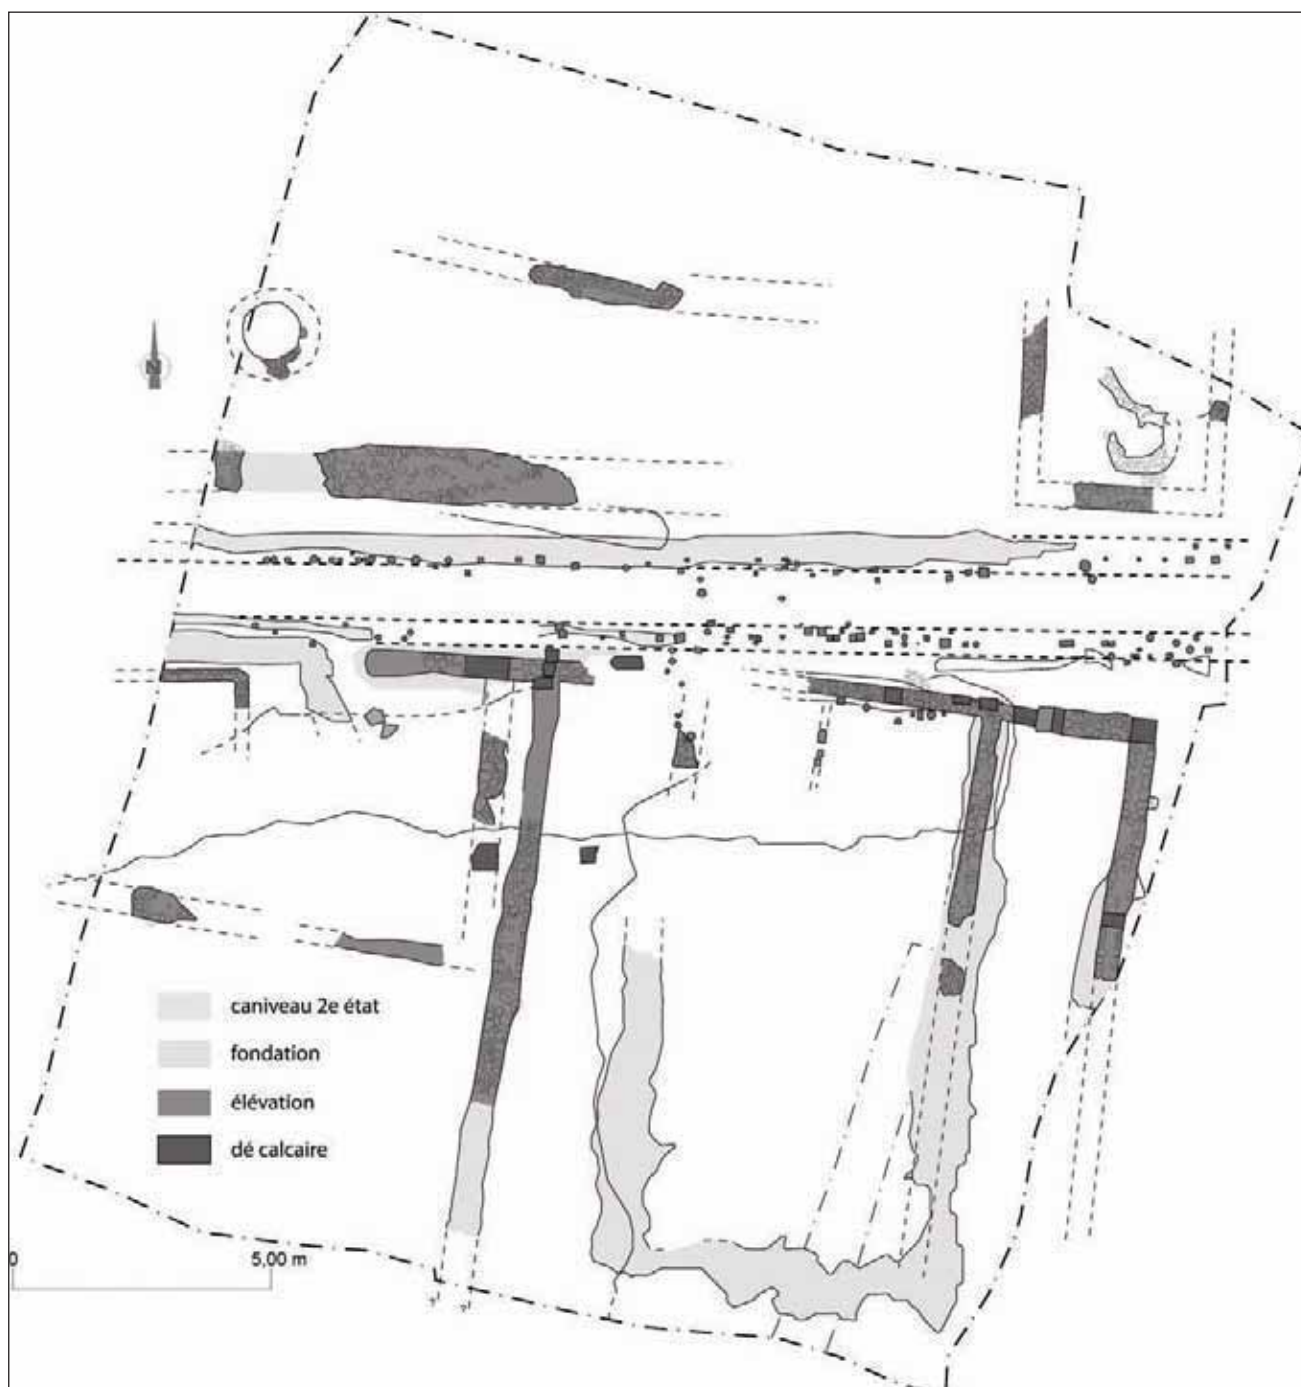 N
caniveau 2e état
fondation
élévation
dé calcaire
0 5,00 m
? ?